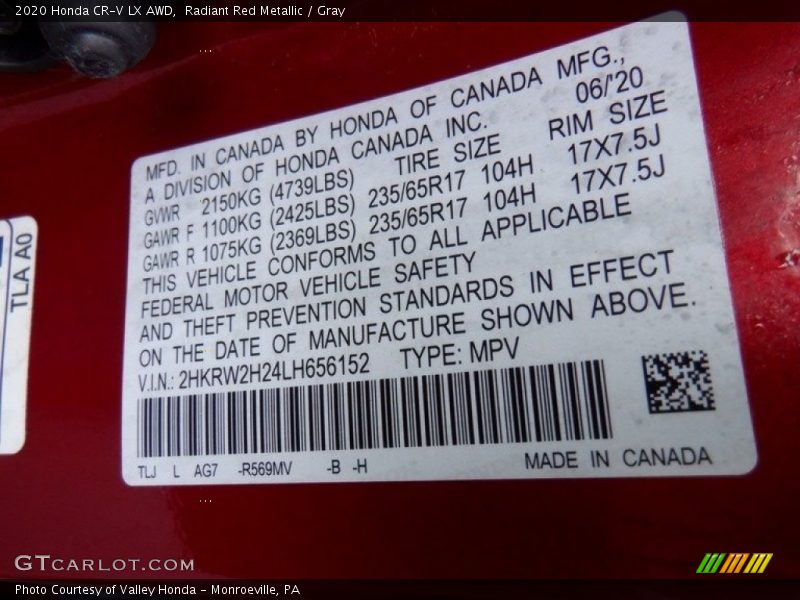 2020 Honda CR-V LX AWD, Radiant Red Metallic / Gray
MFD. IN CANADA BY HONDA OF CANADA MFG.,
A DIVISION OF HONDA CANADA INC. 06/'20
GVWR 2150KG (4739LBS) TIRE SIZE RIM SIZE
GAWR F 1100KG (2425LBS) 235/65R17 104H 17X7.5J
GAWR R 1075KG (2369LBS) 235/65R17 104H 17X7.5J
THIS VEHICLE CONFORMS TO ALL APPLICABLE
FEDERAL MOTOR VEHICLE SAFETY
AND THEFT PREVENTION STANDARDS IN EFFECT
ON THE DATE OF MANUFACTURE SHOWN ABOVE.
V.I.N.: 2HKRW2H24LH656152 TYPE: MPV
TLJ L AG7 -R569MV -B -H MADE IN CANADA
TLA A0
GTCARLOT.COM
Photo Courtesy of Valley Honda - Monroeville, PA